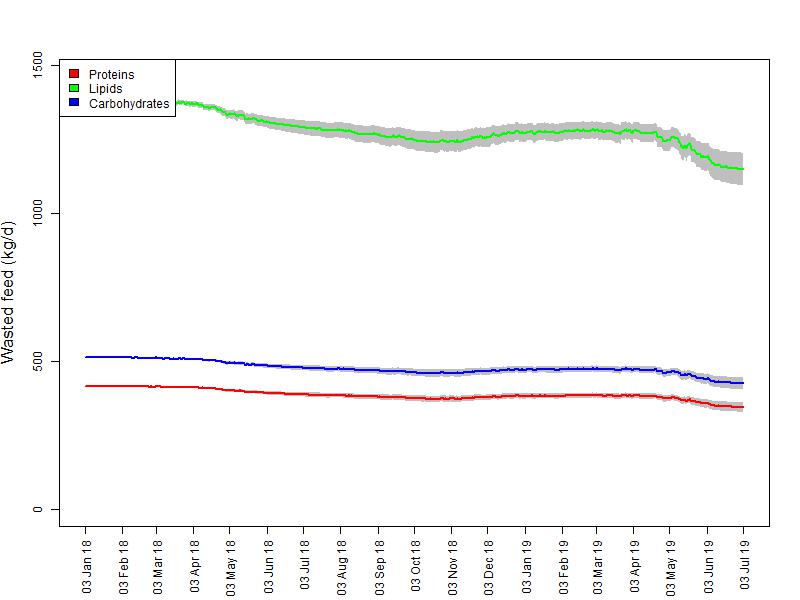 Proteins
Lipids
Carbohydrates
Wasted feed (kg/d)
1500
1000
500
0
03 Jan 18
03 Feb 18
03 Mar 18
03 Apr 18
03 May 18
03 Jun 18
03 Jul 18
03 Aug 18
03 Sep 18
03 Oct 18
03 Nov 18
03 Dec 18
03 Jan 19
03 Feb 19
03 Mar 19
03 Apr 19
03 May 19
03 Jun 19
03 Jul 19